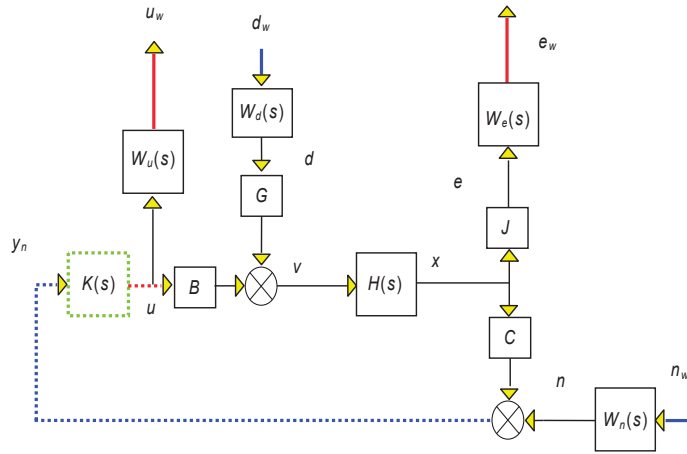 u_w
d_w
e_w
W_d(s)
W_e(s)
W_u(s)
d
e
G
J
y_n
v
x
K(s)
B
H(s)
u
C
n
n_w
W_n(s)